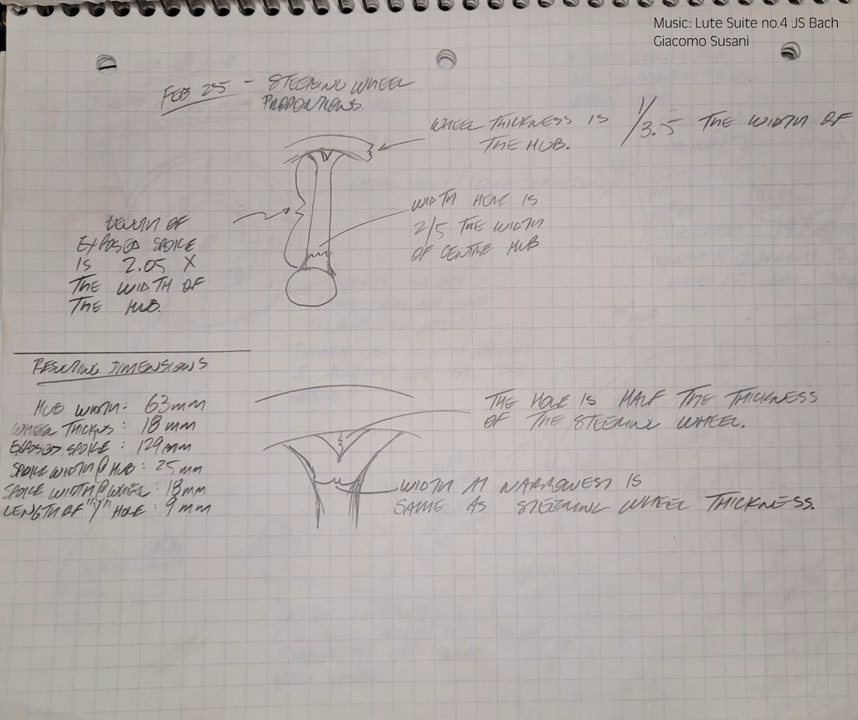 Music: Lute Suite no.4 JS Bach
Giacomo Susani
FEB 25 - STEERING WHEEL
PROPORTIONS.
WHEEL THICKNESS IS 1/3.5 THE WIDTH OF
THE HUB.
WIDTH HERE IS
2/5 THE WIDTH
OF CENTRE HUB
LENGTH OF
EXPOSED SPOKE
IS 2.05 X
THE WIDTH OF
THE HUB.
RESULTING DIMENSIONS
HUB WIDTH: 63mm
WHEEL THICKNS: 18mm
EXPOSED SPOKE: 129mm
SPOKE WIDTH @ HUB: 25mm
SPOKE WIDTH @ WHEEL: 18mm
LENGTH OF "Y" HOLE: 9mm
THE HOLE IS HALF THE THICKNESS
OF THE STEERING WHEEL.
WIDTH AT NARROWEST IS
SAME AS STEERING WHEEL THICKNESS.